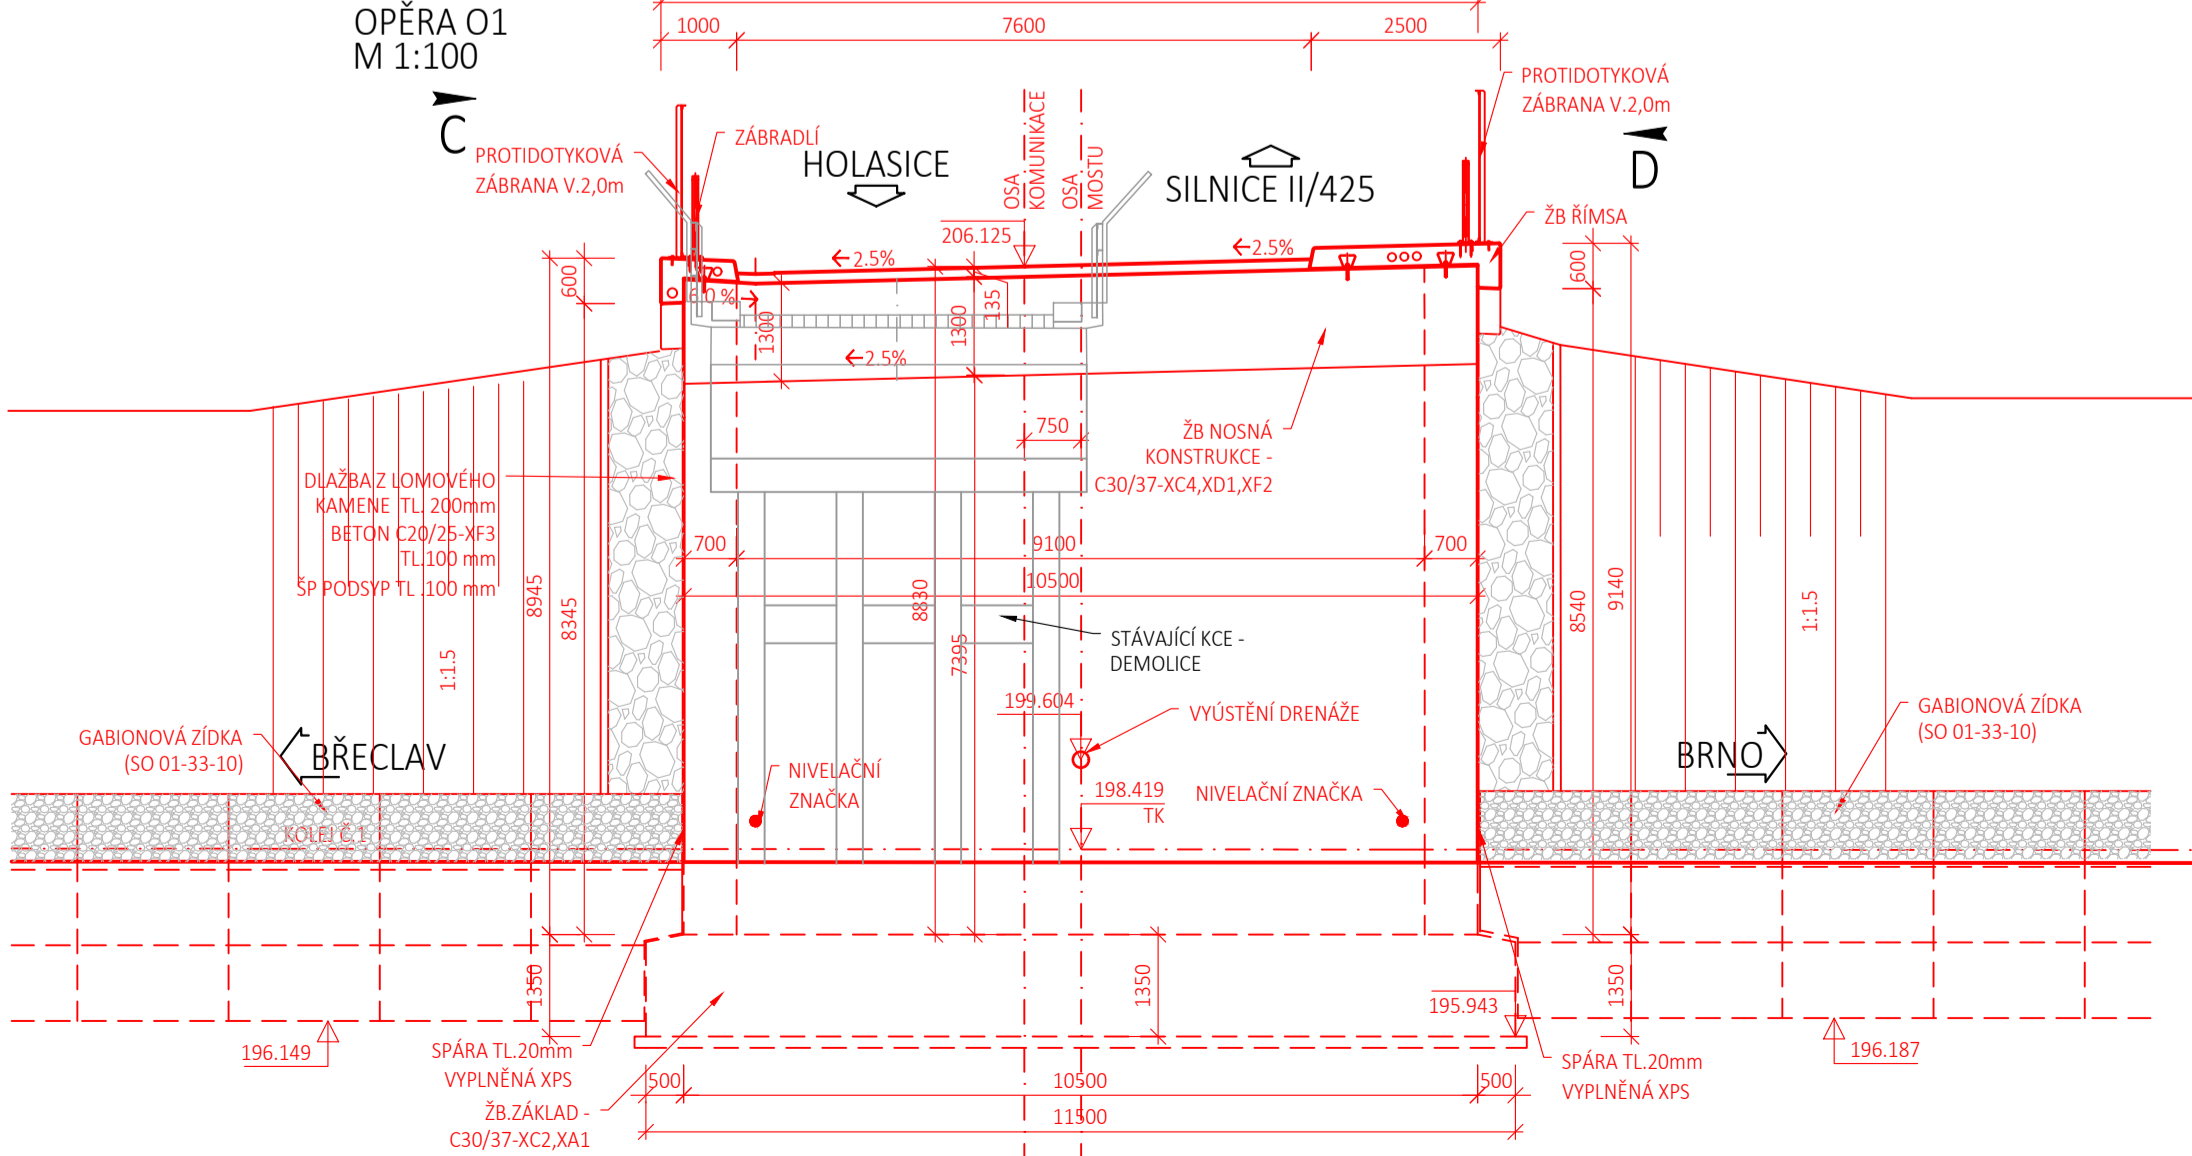 OPĚRA O1
M 1:100
1000
7600
2500
C
PROTIDOTYKOVÁ
ZÁBRANA V.2,0m
ZÁBRADLÍ
HOLASICE
OSA
KOMUNIKACE
OSA
MOSTU
SILNICE II/425
PROTIDOTYKOVÁ
ZÁBRANA V.2,0m
D
ŽB ŘÍMSA
206.125
2.5%
2.5%
600
600
6.0 %
1300
1300
135
2.5%
750
ŽB NOSNÁ
KONSTRUKCE -
C30/37-XC4,XD1,XF2
DLAŽBA Z LOMOVÉHO
KAMENE TL. 200mm
BETON C20/25-XF3
TL.100 mm
ŠP PODSYP TL .100 mm
700
9100
700
10500
8945
8345
8830
7395
8540
9140
1:1.5
1:1.5
STÁVAJÍCÍ KCE -
DEMOLICE
199.604
VYÚSTĚNÍ DRENÁŽE
GABIONOVÁ ZÍDKA
(SO 01-33-10)
BŘECLAV
NIVELAČNÍ
ZNAČKA
198.419
TK
NIVELAČNÍ ZNAČKA
BRNO
GABIONOVÁ ZÍDKA
(SO 01-33-10)
KOLEJ Č.1
1350
1350
1350
195.943
196.149
196.187
SPÁRA TL.20mm
VYPLNĚNÁ XPS
SPÁRA TL.20mm
VYPLNĚNÁ XPS
500
10500
500
11500
ŽB.ZÁKLAD -
C30/37-XC2,XA1